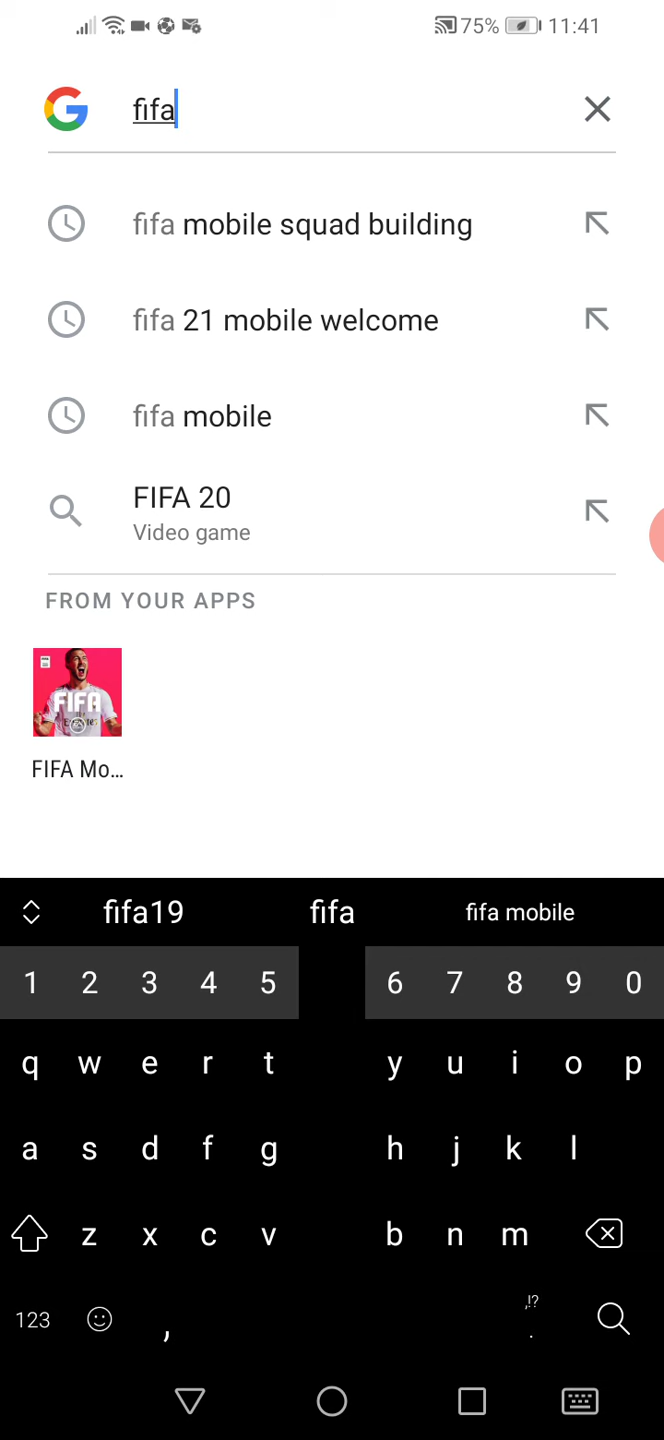 75% 11:41
fifa
fifa mobile squad building
fifa 21 mobile welcome
fifa mobile
FIFA 20
Video game
FROM YOUR APPS
FIFA
FIFA Mo...
fifa19 fifa fifa mobile
1 2 3 4 5 6 7 8 9 0
q w e r t y u i o p
a s d f g h j k l
z x c v b n m
,!?
123 , .